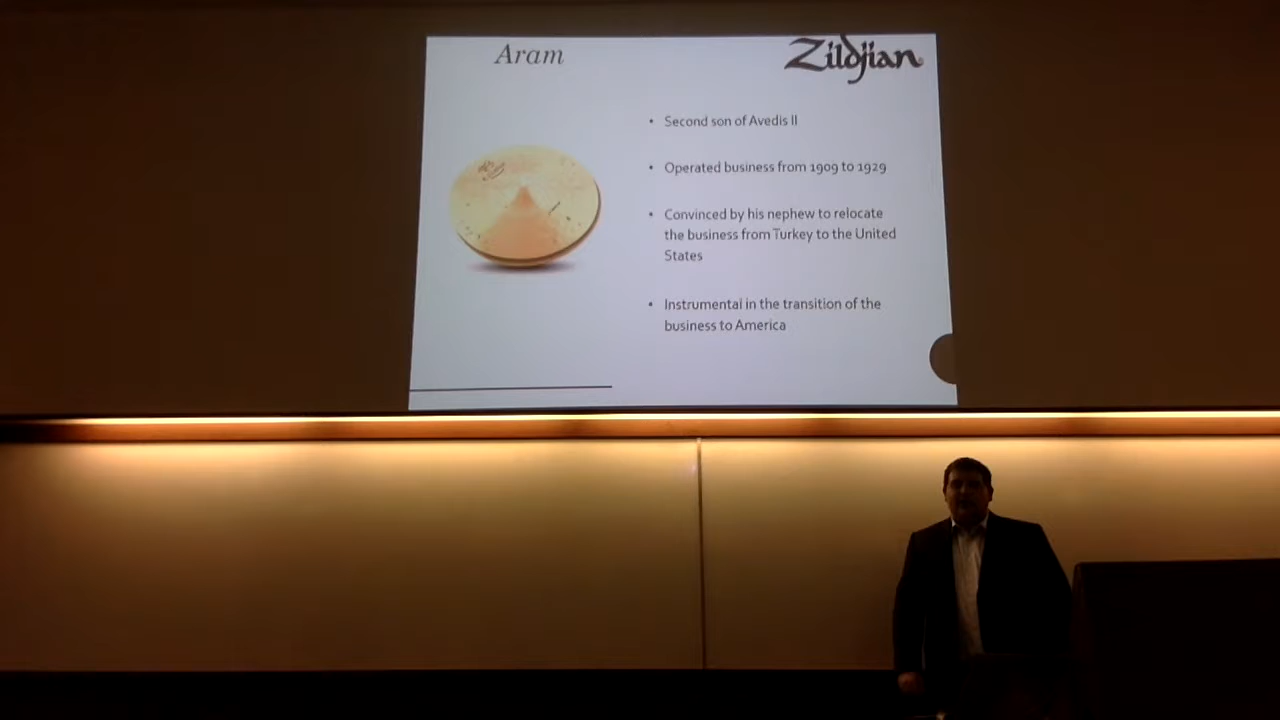 Aram
Zildjian
• Second son of Avedis II
• Operated business from 1909 to 1929
• Convinced by his nephew to relocate
the business from Turkey to the United
States
• Instrumental in the transition of the
business to America